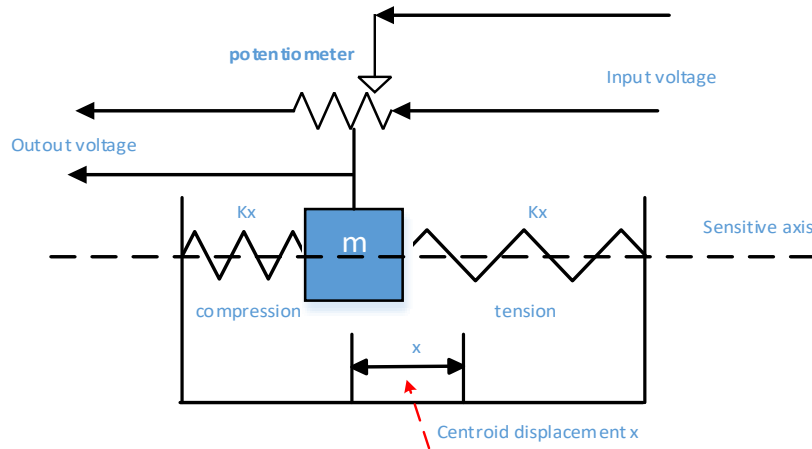 potentiometer
Input voltage
Outout voltage
Kx
Kx
Sensitive axis
m
compression
tension
x
Centroid displacement x